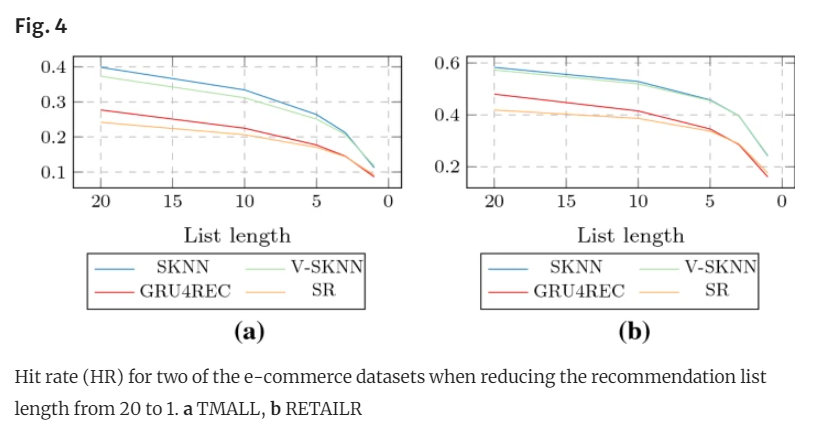 Fig. 4
0.4
0.3
0.2
0.1
20 15 10 5 0
List length
SKNN V-SKNN
GRU4REC SR
(a)
0.6
0.4
0.2
20 15 10 5 0
List length
SKNN V-SKNN
GRU4REC SR
(b)
Hit rate (HR) for two of the e-commerce datasets when reducing the recommendation list
length from 20 to 1. a TMALL, b RETAILR